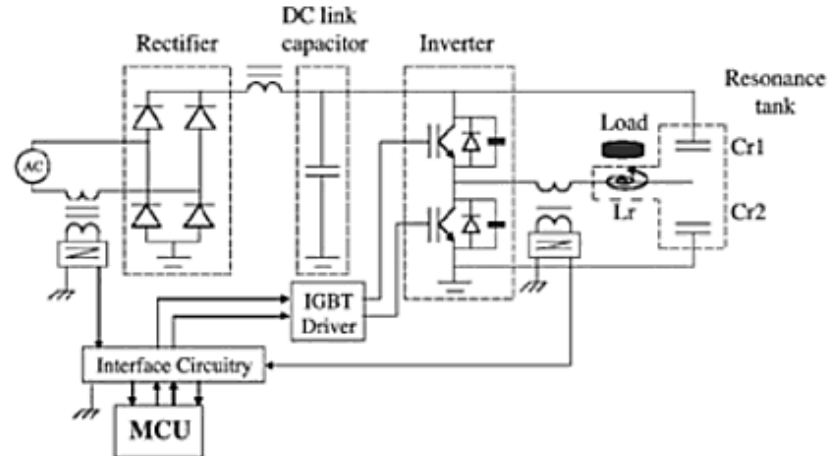 DC link
capacitor
Rectifier
Inverter
Resonance
tank
Load
Cr1
AC
Lr
Cr2
IGBT
Driver
Interface Circuitry
MCU